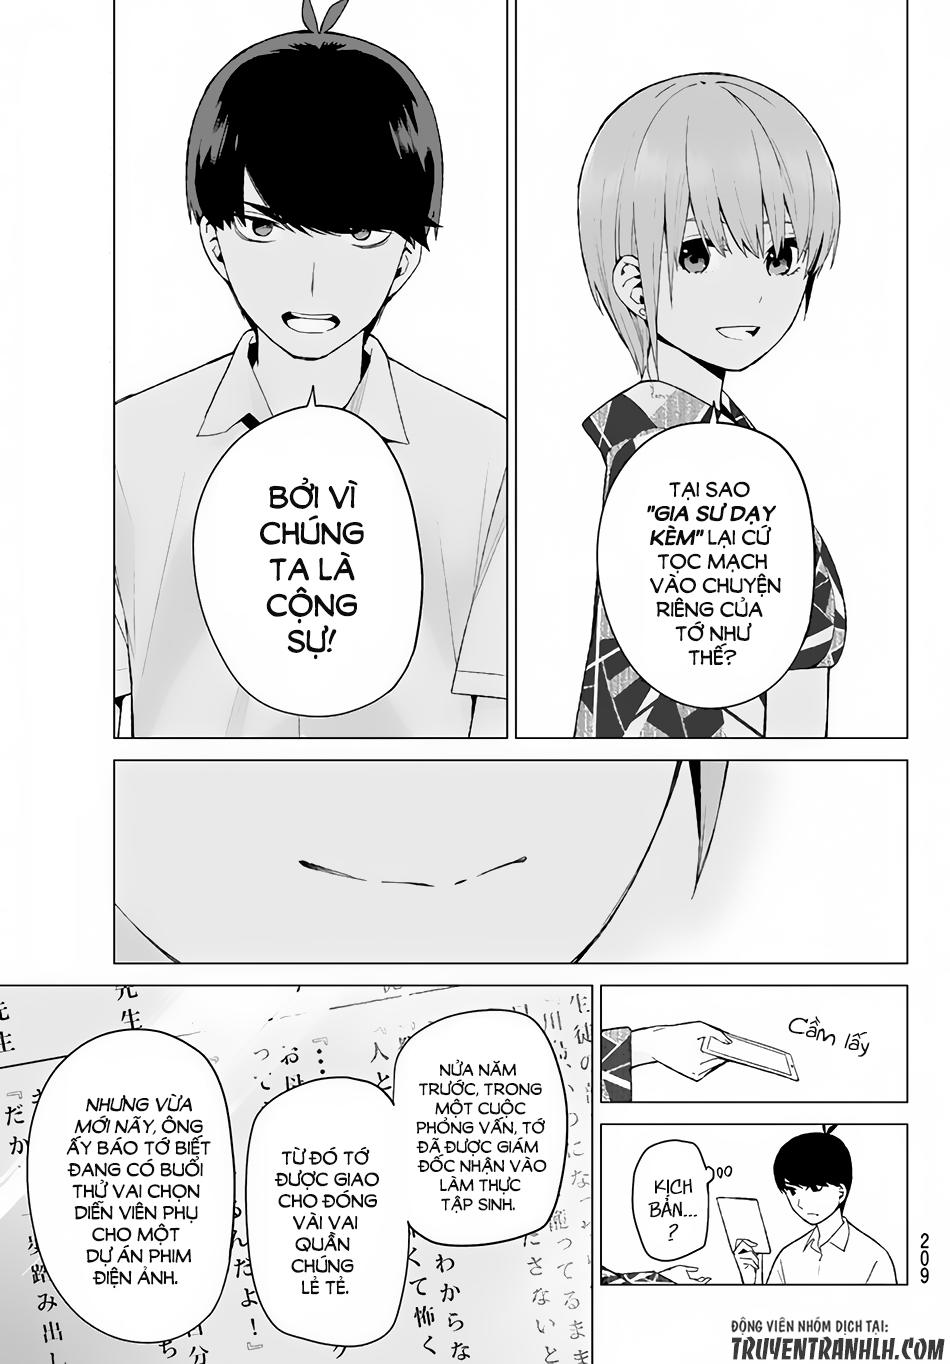 TẠI SAO
"GIA SƯ DẠY
KÈM" LẠI CỨ
TỌC MẠCH
VÀO CHUYỆN
RIÊNG CỦA
TỚ NHƯ
THẾ?
BỞI VÌ
CHÚNG
TA LÀ
CỘNG
SỰ!
Cầm lấy
KỊCH
BẢN...
?
NỬA NĂM
TRƯỚC, TRONG
MỘT CUỘC
PHỎNG VẤN, TỚ
ĐÃ ĐƯỢC GIÁM
ĐỐC NHẬN VÀO
LÀM THỰC
TẬP SINH.
TỪ ĐÓ TỚ
ĐƯỢC GIAO
CHO ĐÓNG
VÀI VAI
QUẦN
CHÚNG
LẺ TẺ.
NHƯNG VỪA
MỚI NÃY, ÔNG
ẤY BÁO TỚ BIẾT
ĐANG CÓ BUỔI
THỬ VAI CHỌN
DIỄN VIÊN PHỤ
CHO MỘT
DỰ ÁN PHIM
ĐIỆN ẢNH.
209
ĐỘNG VIÊN NHÓM DỊCH TẠI:
TRUYENTRANHLH.COM